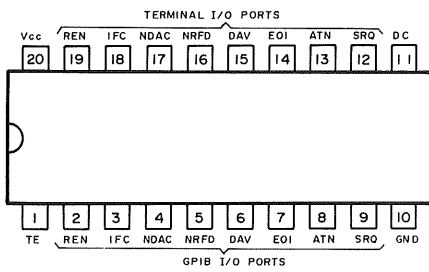 TERMINAL I/O PORTS
Vcc REN IFC NDAC NRFD DAV EOI ATN SRQ DC
20 19 18 17 16 15 14 13 12 11
1 2 3 4 5 6 7 8 9 10
TE REN IFC NDAC NRFD DAV EOI ATN SRQ GND
GPIB I/O PORTS